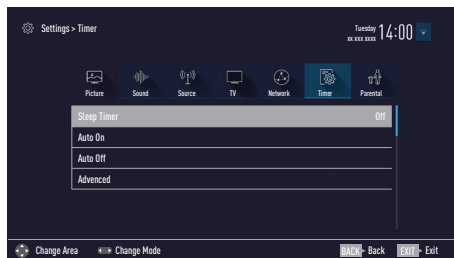 Settings > Timer
Tuesday 14:00
xx xxx xxxx
Picture Sound Source TV Network Timer Parental
Sleep Timer Off
Auto On
Auto Off
Advanced
Change Area Change Mode BACK Back EXIT Exit